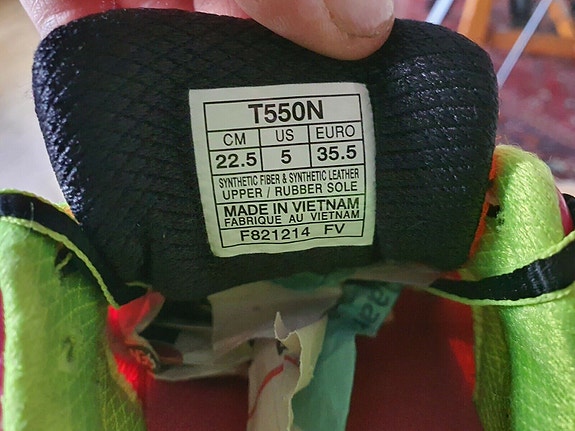 T550N
CM US EURO
22.5 5 35.5
SYNTHETIC FIBER & SYNTHETIC LEATHER
UPPER / RUBBER SOLE
MADE IN VIETNAM
FABRIQUE AU VIETNAM
F821214 FV